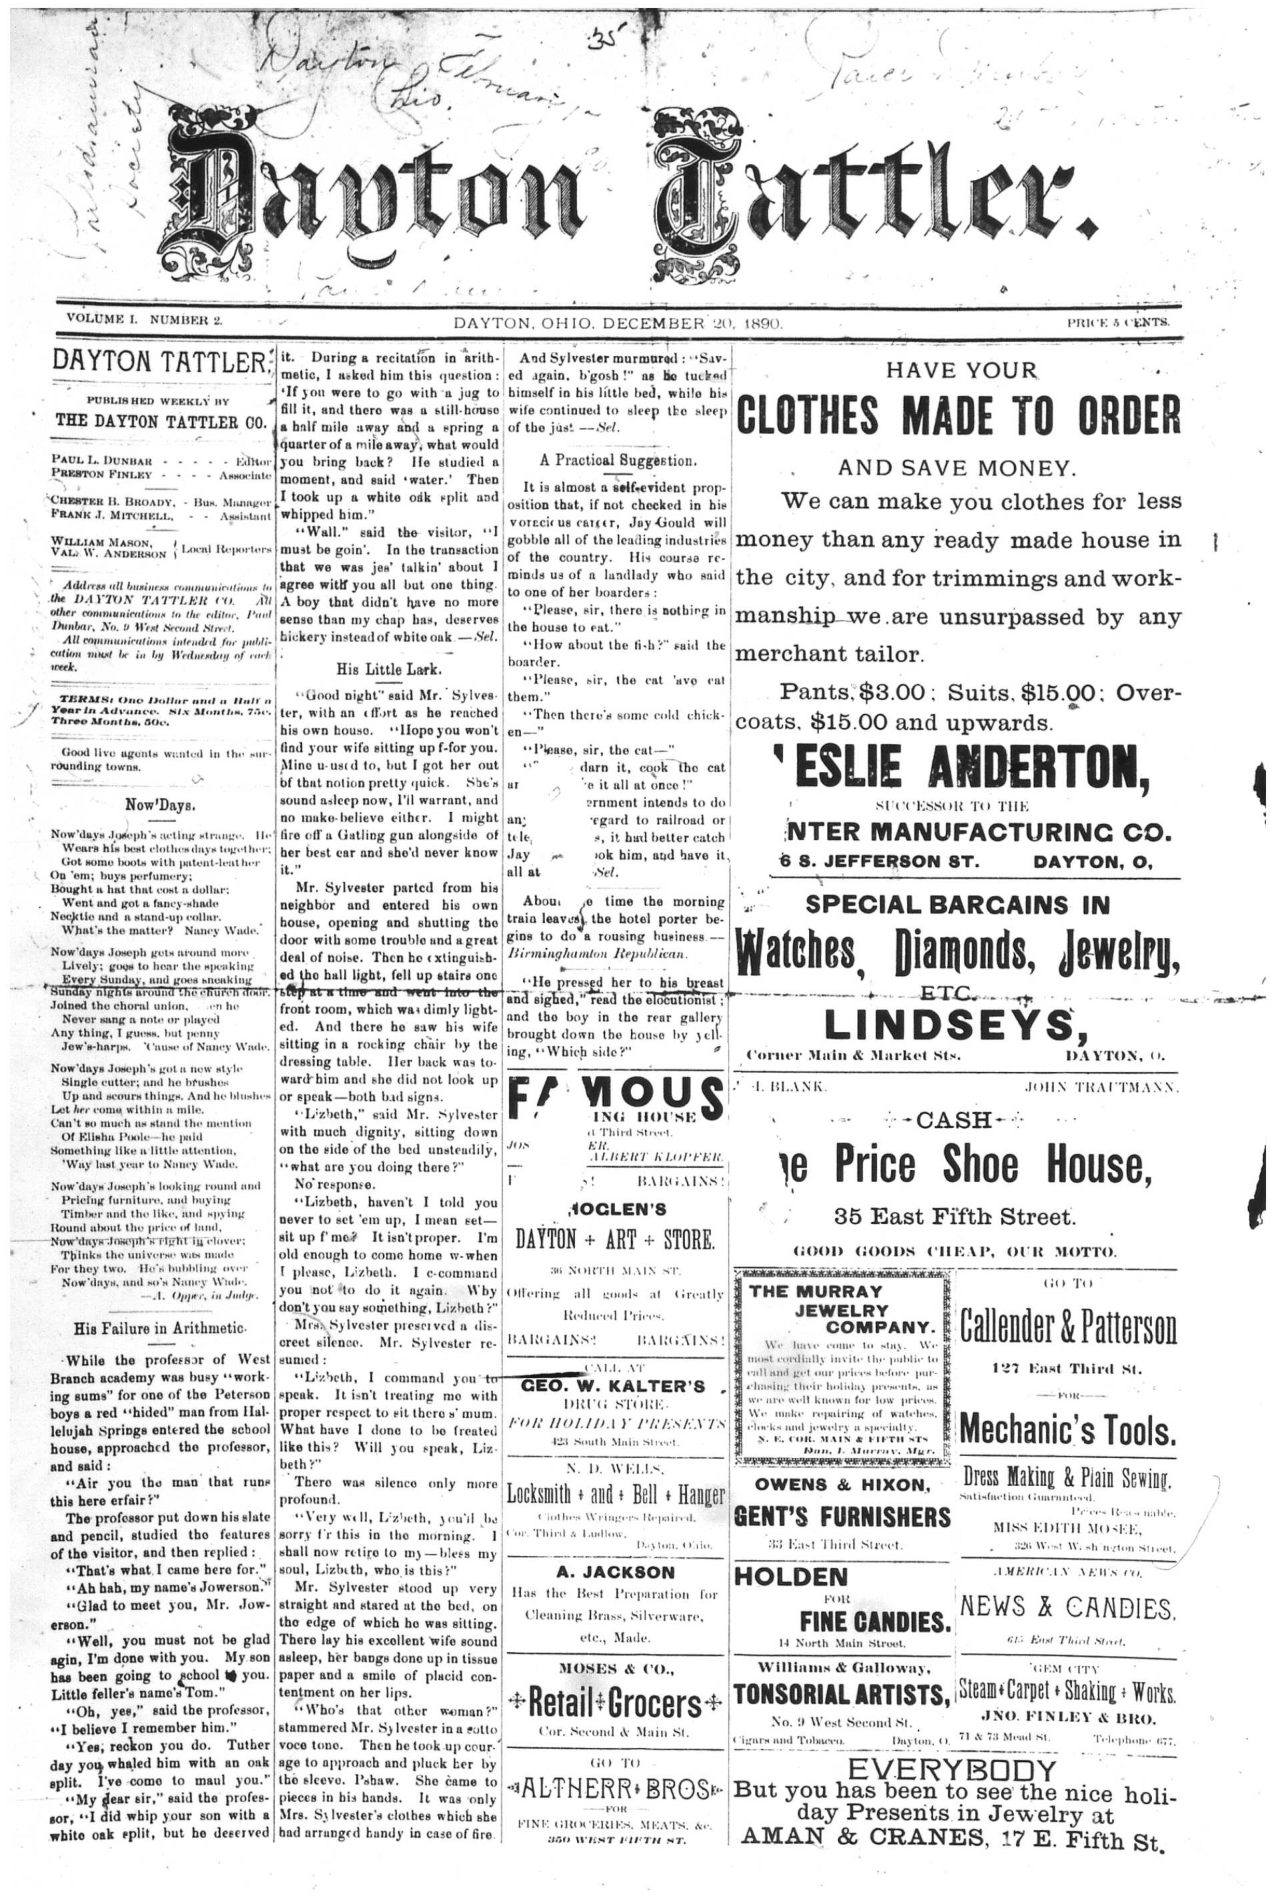 Dayton
Ohio.
35
Society
Dayton Tattler.
VOLUME I. NUMBER 2.
DAYTON, OHIO, DECEMBER 20, 1890.
PRICE 5 CENTS.
DAYTON TATTLER,
PUBLISHED WEEKLY BY
THE DAYTON TATTLER CO.
PAUL L. DUNBAR - - - - - Editor
PRESTON FINLEY - - - - Associate
CHESTER B. BROADY, - Bus. Manager
FRANK J. MITCHELL, - - Assistant
WILLIAM MASON,
VAL. W. ANDERSON } Local Reporters
Address all business communications to
the DAYTON TATTLER CO. All
other communications to the editor, Paul
Dunbar, No. 9 West Second Street.
All communications intended for publi-
cation must be in by Wednesday of each
week.
TERMS: One Dollar and a Half a
Year in Advance. Six Months, 75c.
Three Months, 50c.
Good live agents wanted in the sur-
rounding towns.
Now'Days.
Now'days Joseph's acting strange. He
Wears his best clothes days together;
Got some boots with patent-leather
On 'em; buys perfumery;
Bought a hat that cost a dollar;
Went and got a fancy-shade
Necktie and a stand-up collar.
What's the matter? Nancy Wade.
Now'days Joseph gets around more
Lively; goes to hear the speaking
Every Sunday, and goes sneaking
Sunday nights around the church door.
Joined the choral union, en he
Never sang a note or played
Any thing, I guess, but penny
Jew's-harps. 'Cause of Nancy Wade.
Now'days Joseph's got a new style
Single cutter; and he brushes
Up and scours things. And he blushes
Let her come within a mile.
Can't so much as stand the mention
Of Elisha Poole—he paid
Something like a little attention,
'Way last year to Nancy Wade.
Now'days Joseph's looking round and
Pricing furniture, and buying
Timber and the like, and spying
Round about the price of land,
Now'days Joseph's right in clover;
Thinks the universe was made
For they two. He's bubbling over
Now'days, and so's Nancy Wade.
—A. Opper, in Judge.
His Failure in Arithmetic.
While the professor of West
Branch academy was busy "work-
ing sums" for one of the Peterson
boys a red "hided" man from Hal-
lelujah Springs entered the school
house, approached the professor,
and said:
"Air you the man that runs
this here erfair?"
The professor put down his slate
and pencil, studied the features
of the visitor, and then replied:
"That's what I came here for."
"Ah hah, my name's Jowerson."
"Glad to meet you, Mr. Jow-
erson."
"Well, you must not be glad
agin, I'm done with you. My son
has been going to school to you.
Little feller's name's Tom."
"Oh, yes," said the professor,
"I believe I remember him."
"Yes, reckon you do. Tuther
day you whaled him with an oak
split. I've come to maul you."
"My dear sir," said the profes-
sor, "I did whip your son with a
white oak split, but he deserved
it. During a recitation in arith-
metic, I asked him this question:
'If you were to go with a jug to
fill it, and there was a still-house
a half mile away and a spring a
quarter of a mile away, what would
you bring back? He studied a
moment, and said 'water.' Then
I took up a white oak split and
whipped him."
"Wall." said the visitor, "I
must be goin'. In the transaction
that we was jes' talkin' about I
agree with you all but one thing.
A boy that didn't have no more
sense than my chap has, deserves
hickery instead of white oak.—Sel.
His Little Lark.
"Good night" said Mr. Sylves-
ter, with an effort as he reached
his own house. "Hope you won't
find your wife sitting up f-for you.
Mine u-used to, but I got her out
of that notion pretty quick. She's
sound asleep now, I'll warrant, and
no make-believe either. I might
fire off a Gatling gun alongside of
her best ear and she'd never know
it."
Mr. Sylvester parted from his
neighbor and entered his own
house, opening and shutting the
door with some trouble and a great
deal of noise. Then he extinguish-
ed the hall light, fell up stairs one
step at a time and went into the
front room, which was dimly light-
ed. And there he saw his wife
sitting in a rocking chair by the
dressing table. Her back was to-
ward him and she did not look up
or speak—both bad signs.
"Lizbeth," said Mr. Sylvester
with much dignity, sitting down
on the side of the bed unsteadily,
"what are you doing there?"
No response.
"Lizbeth, haven't I told you
never to set 'em up, I mean set—
sit up f'me? It isn't proper. I'm
old enough to come home w-when
I please, Lizbeth. I c-command
you not to do it again. Why
don't you say something, Lizbeth?"
Mrs. Sylvester preserved a dis-
creet silence. Mr. Sylvester re-
sumed:
"Lizbeth, I command you to
speak. It isn't treating me with
proper respect to sit there s' mum.
What have I done to be treated
like this? Will you speak, Liz-
beth?"
There was silence only more
profound.
"Very well, Lizbeth, you'd be
sorry f'r this in the morning. I
shall now retire to my—bless my
soul, Lizbeth, who is this?"
Mr. Sylvester stood up very
straight and stared at the bed, on
the edge of which he was sitting.
There lay his excellent wife sound
asleep, her bangs done up in tissue
paper and a smile of placid con-
tentment on her lips.
"Who's that other woman?"
stammered Mr. Sylvester in a sotto
voce tone. Then he took up cour-
age to approach and pluck her by
the sleeve. Pshaw. She came to
pieces in his hands. It was only
Mrs. Sylvester's clothes which she
had arranged handy in case of fire.
And Sylvester murmured: "Sav-
ed again, b'gosh!" as he tucked
himself in his little bed, while his
wife continued to sleep the sleep
of the just.—Sel.
A Practical Suggestion.
It is almost a self-evident prop-
osition that, if not checked in his
voracious career, Jay Gould will
gobble all of the leading industries
of the country. His course re-
minds us of a landlady who said
to one of her boarders:
"Please, sir, there is nothing in
the house to eat."
"How about the fish?" said the
boarder.
"Please, sir, the cat 'ave eat
them."
"Then there's some cold chick-
en—"
"Please, sir, the cat—"
" darn it, cook the cat
'e it all at once!"
ernment intends to do
egard to railroad or
tele s, it had better catch
Jay ook him, and have it,
all at Sel.
About e time the morning
train leaves the hotel porter be-
gins to do a rousing business.—
Birminghamton Republican.
"He pressed her to his breast
and sighed," read the elocutionist;
and the boy in the rear gallery
brought down the house by yell-
ing, "Which side?"
FAMOUS
ING HOUSE
Third Street.
JOS ER.
ALBERT KLOPFER.
BARGAINS!
HOGLEN'S
DAYTON + ART + STORE.
36 NORTH MAIN ST.
Offering all goods at Greatly
Reduced Prices.
BARGAINS! BARGAINS!
CALL AT
GEO. W. KALTER'S
DRUG STORE.
FOR HOLIDAY PRESENTS
423 South Main Street.
N. D. WELLS,
Locksmith + and + Bell + Hanger
Clothes Wringers Repaired.
Cor. Third & Ludlow,
Dayton, Ohio.
A. JACKSON
Has the Best Preparation for
Cleaning Brass, Silverware,
etc., Made.
MOSES & CO.,
Retail Grocers
Cor. Second & Main St.
GO TO
ALTHERR BROS
—FOR—
FINE GROCERIES, MEATS, &c.
350 WEST FIFTH ST.
HAVE YOUR
CLOTHES MADE TO ORDER
AND SAVE MONEY.
We can make you clothes for less
money than any ready made house in
the city, and for trimmings and work-
manship we are unsurpassed by any
merchant tailor.
Pants, $3.00; Suits, $15.00; Over-
coats, $15.00 and upwards.
ESLIE ANDERTON,
SUCCESSOR TO THE
NTER MANUFACTURING CO.
6 S. JEFFERSON ST. DAYTON, O,
SPECIAL BARGAINS IN
Watches, Diamonds, Jewelry,
ETC.
LINDSEYS,
Corner Main & Market Sts. DAYTON, O.
BLANK. JOHN TRAUTMANN.
CASH
e Price Shoe House,
35 East Fifth Street.
GOOD GOODS CHEAP, OUR MOTTO.
THE MURRAY
JEWELRY
COMPANY.
We have come to stay. We
most cordially invite the public to
call and get our prices before pur-
chasing their holiday presents, as
we are well known for low prices.
We make repairing of watches,
clocks and jewelry a specialty.
N. E. COR. MAIN & FIFTH STS
Dan. I. Murray, Mgr.
GO TO
Callender & Patterson
127 East Third St.
—FOR—
Mechanic's Tools.
OWENS & HIXON,
GENT'S FURNISHERS
33 East Third Street.
Dress Making & Plain Sewing.
Satisfaction Guaranteed.
Prices Reasonable.
MISS EDITH MOSEE,
326 West Washington Street.
HOLDEN
FOR
FINE CANDIES.
14 North Main Street.
AMERICAN NEWS CO.
NEWS & CANDIES.
615 East Third Street.
Williams & Galloway,
TONSORIAL ARTISTS,
No. 9 West Second St.
Cigars and Tobacco. Dayton, O.
GEM CITY
Steam + Carpet + Shaking + Works.
JNO. FINLEY & BRO.
71 & 73 Mead St. Telephone 677.
EVERYBODY
But you has been to see the nice holi-
day Presents in Jewelry at
AMAN & CRANES, 17 E. Fifth St.